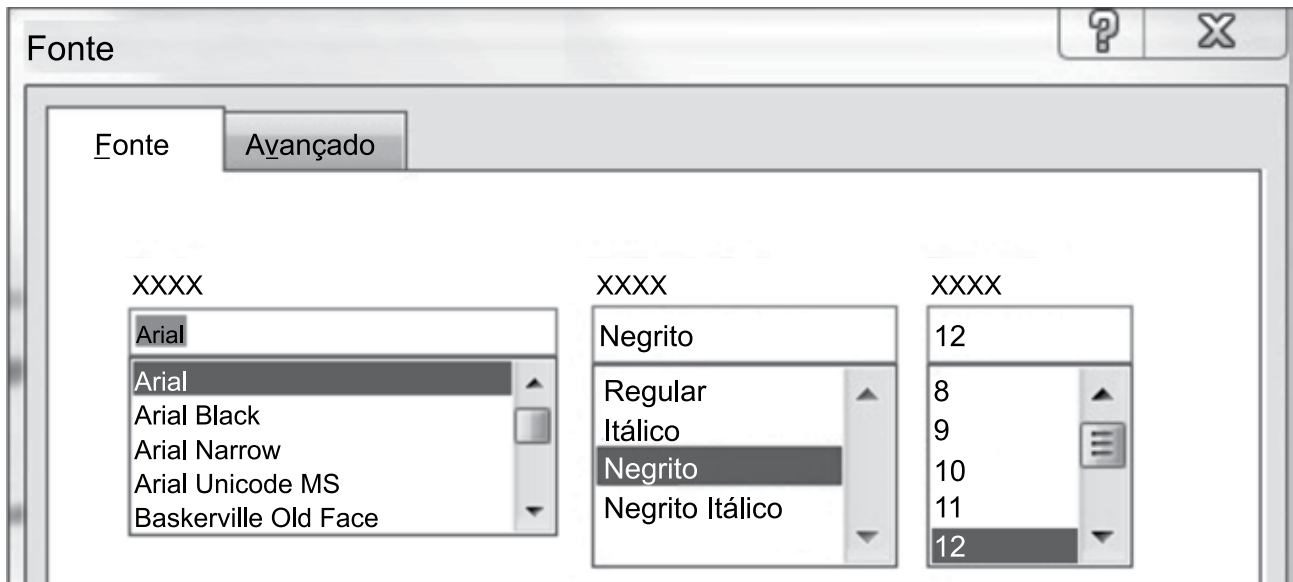 Fonte
Fonte Avançado
XXXX XXXX XXXX
Arial Negrito 12
Arial
Arial Black
Arial Narrow
Arial Unicode MS
Baskerville Old Face
Regular
Itálico
Negrito
Negrito Itálico
8
9
10
11
12